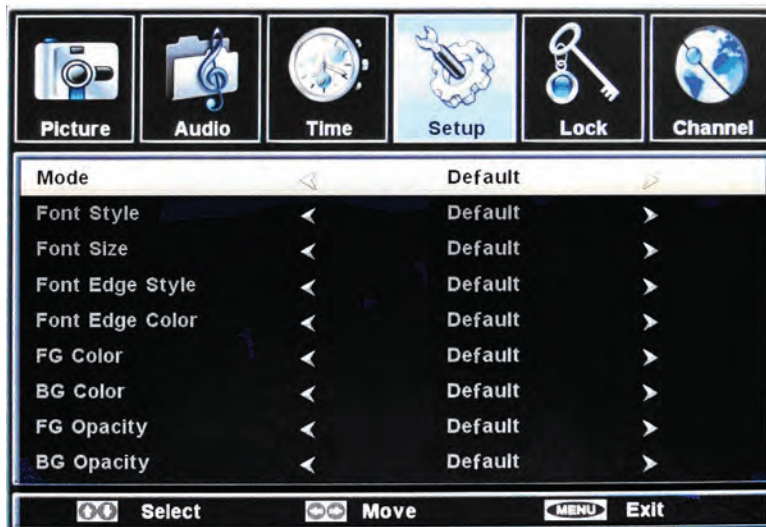 Picture Audio Time Setup Lock Channel
Mode Default
Font Style Default
Font Size Default
Font Edge Style Default
Font Edge Color Default
FG Color Default
BG Color Default
FG Opacity Default
BG Opacity Default
Select Move MENU Exit